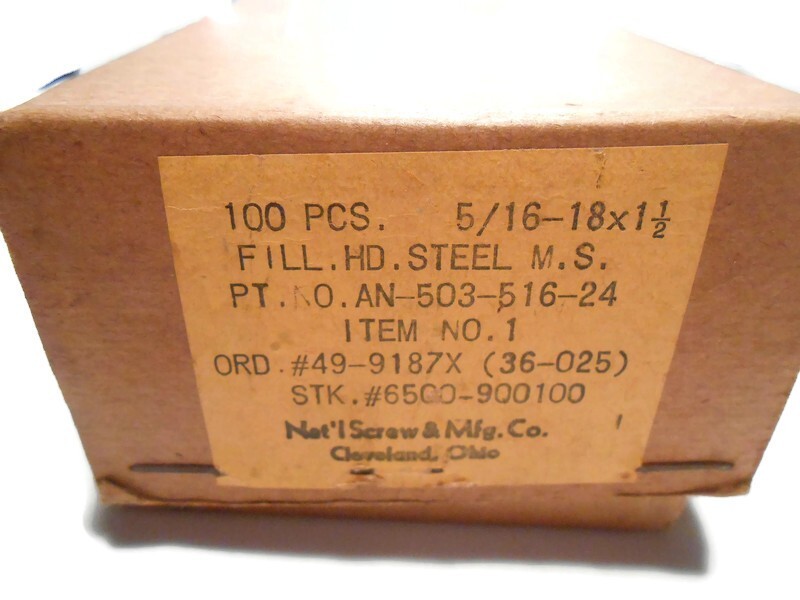 100 PCS. 5/16-18x1½
FILL.HD.STEEL M.S.
PT.NO.AN-503-516-24
ITEM NO.1
ORD.#49-9187X (36-025)
STK.#6500-900100
Nat'l Screw & Mfg. Co.
Cleveland, Ohio